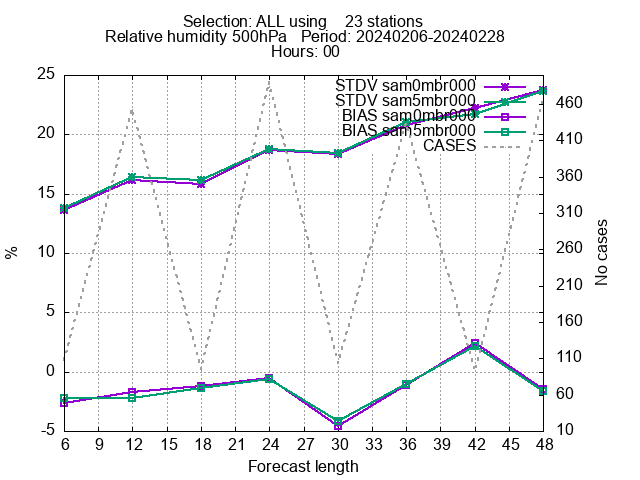 Selection: ALL using 23 stations
Relative humidity 500hPa Period: 20240206-20240228
Hours: 00
STDV sam0mbr000
STDV sam5mbr000
BIAS sam0mbr000
BIAS sam5mbr000
CASES
25
20
15
10
5
0
-5
%
460
410
360
310
260
210
160
110
60
10
No cases
6 9 12 15 18 21 24 27 30 33 36 39 42 45 48
Forecast length